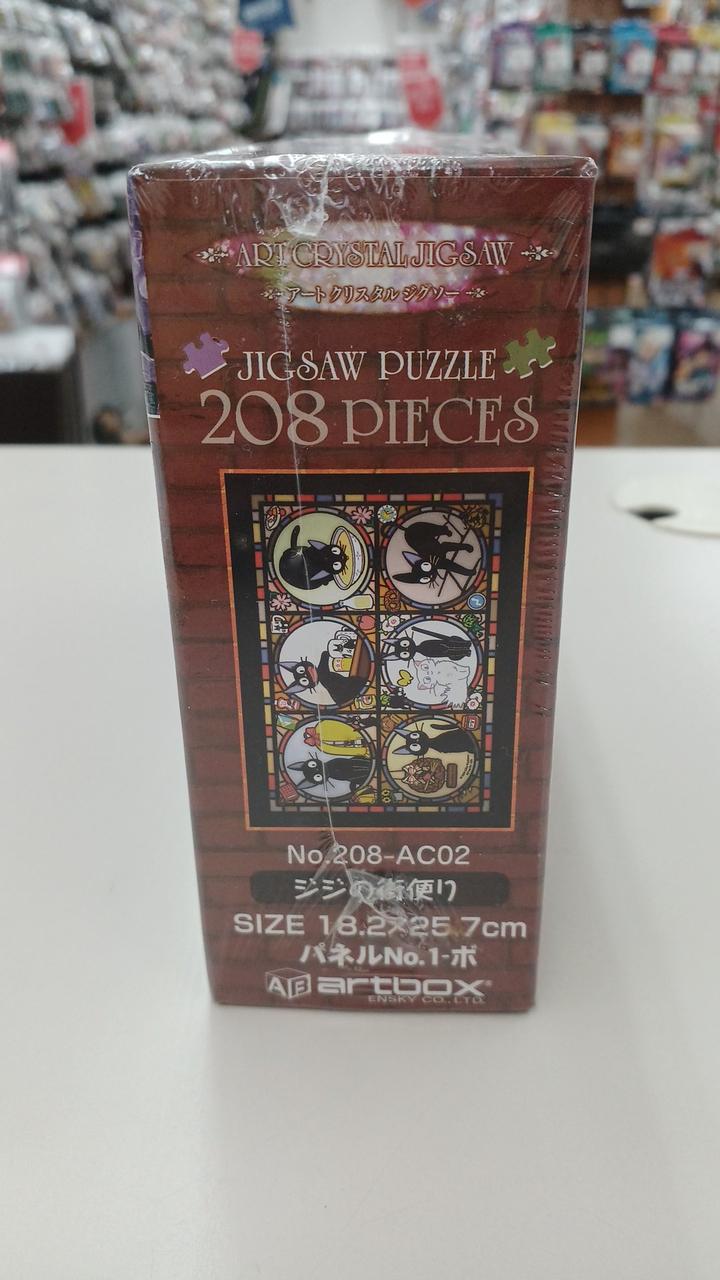 ART CRYSTAL JIGSAW
アートクリスタルジグソー
JIGSAW PUZZLE
208 PIECES
No.208-AC02
ジジの街便り
SIZE 18.2×25.7cm
パネルNo.1-ボ
AB artbox®
ENSKY CO., LTD.